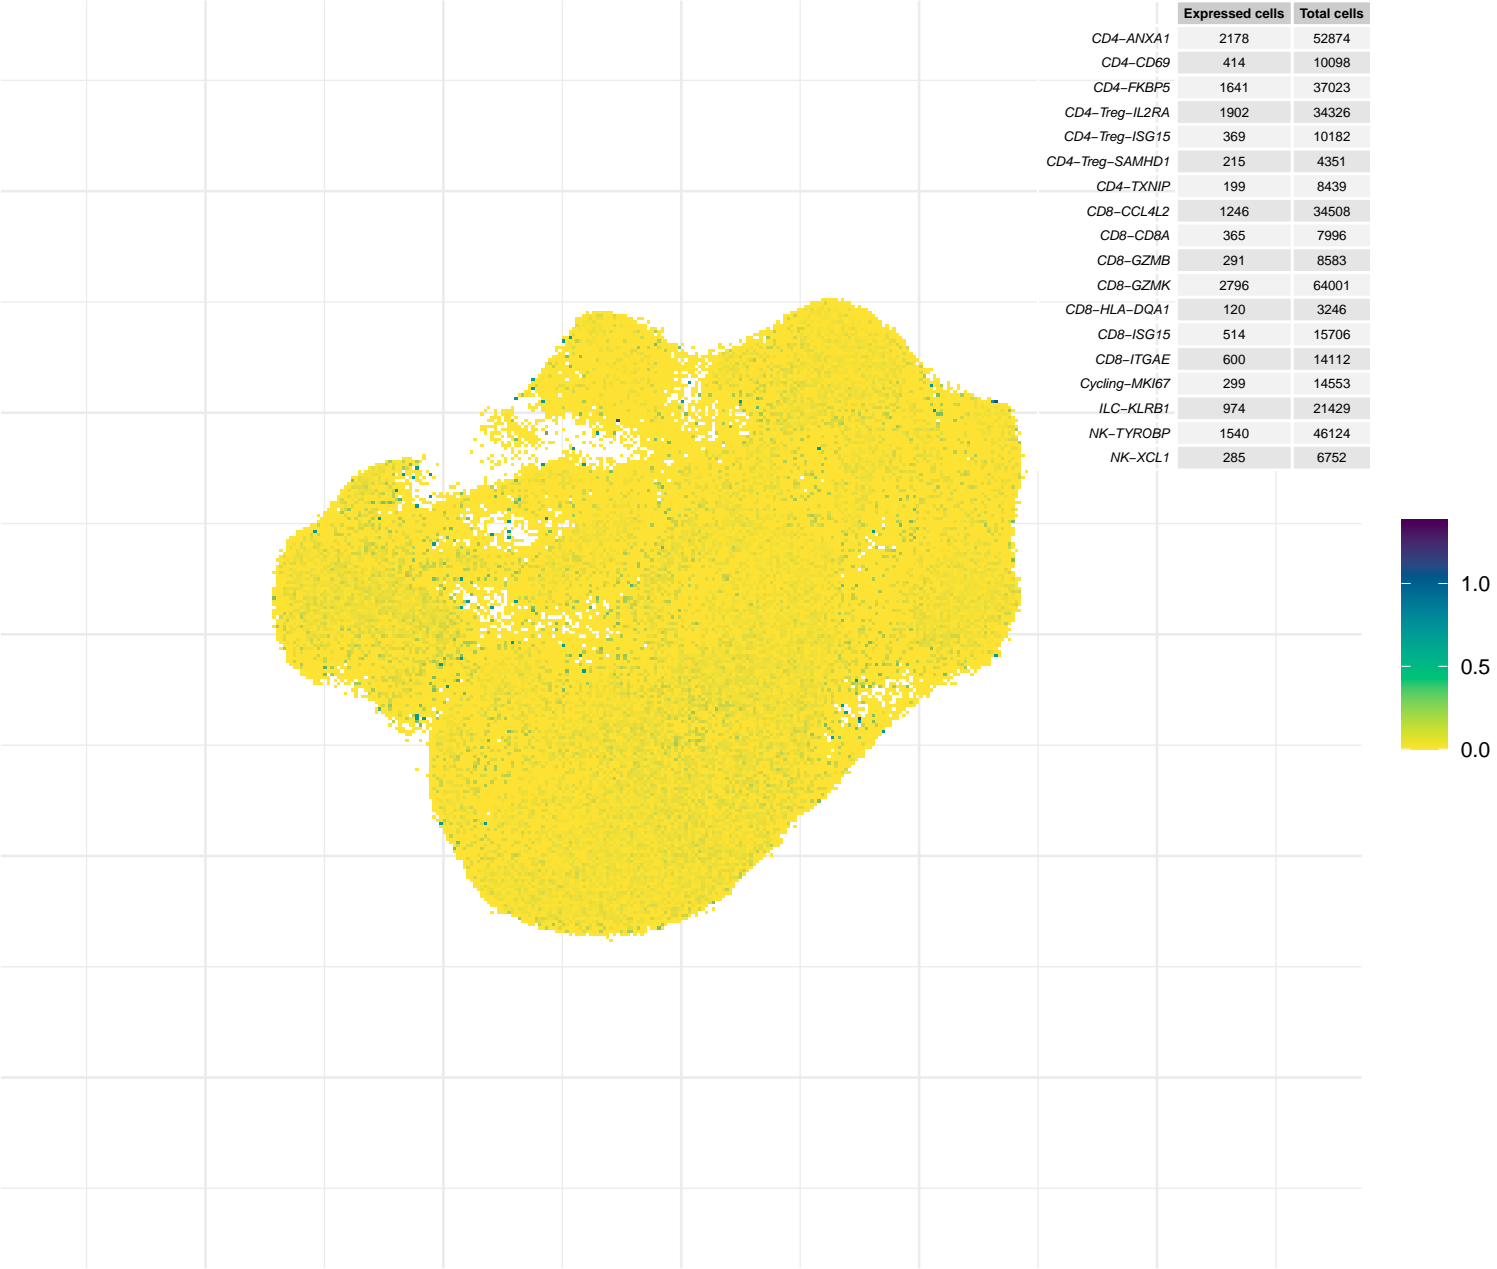 Expressed cells Total cells
CD4−ANXA1 2178 52874
CD4−CD69 414 10098
CD4−FKBP5 1641 37023
CD4−Treg−IL2RA 1902 34326
CD4−Treg−ISG15 369 10182
CD4−Treg−SAMHD1 215 4351
CD4−TXNIP 199 8439
CD8−CCL4L2 1246 34508
CD8−CD8A 365 7996
CD8−GZMB 291 8583
CD8−GZMK 2796 64001
CD8−HLA−DQA1 120 3246
CD8−ISG15 514 15706
CD8−ITGAE 600 14112
Cycling−MKI67 299 14553
ILC−KLRB1 974 21429
NK−TYROBP 1540 46124
NK−XCL1 285 6752
1.0
0.5
0.0